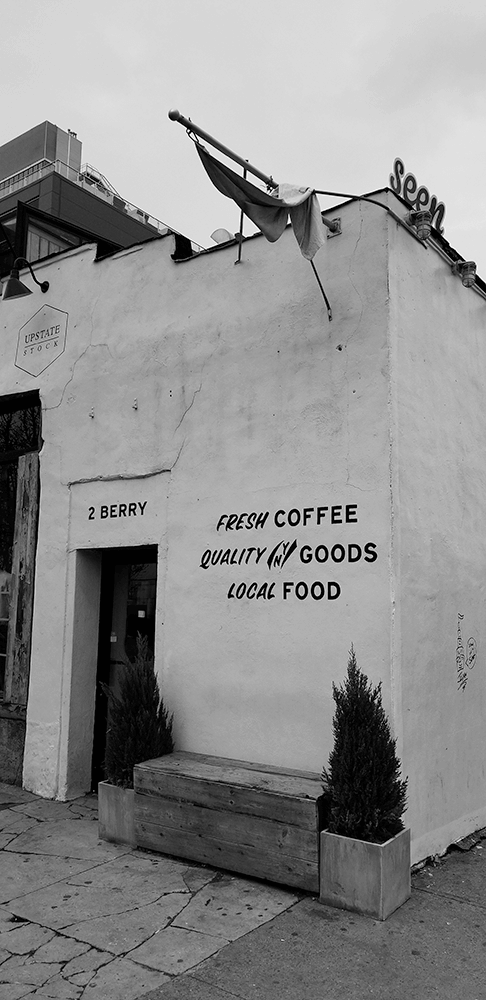 seen
UPSTATE
STOCK
2 BERRY
FRESH COFFEE
QUALITY NY GOODS
LOCAL FOOD